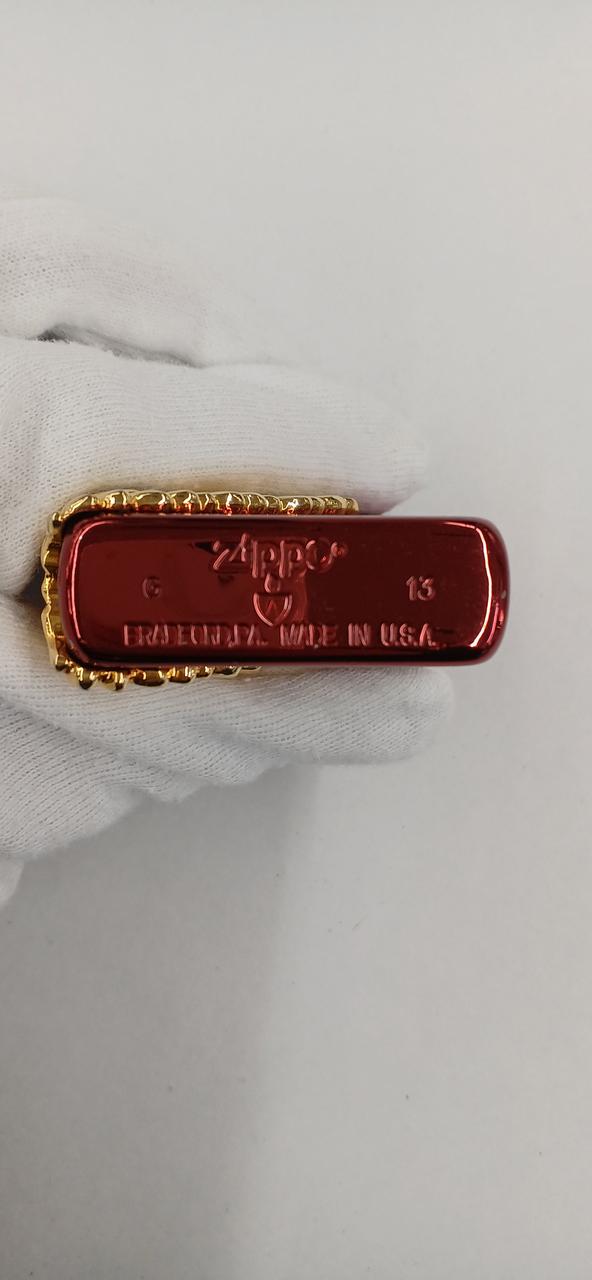 Zippo®
G 13
BRADFORD, PA. MADE IN U.S.A.